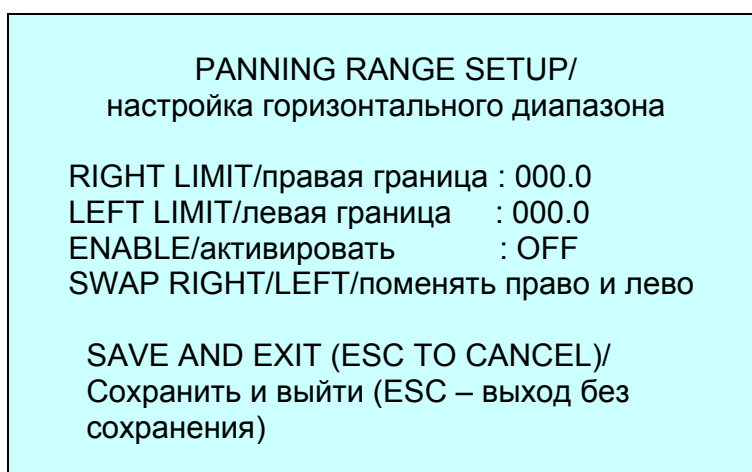 PANNING RANGE SETUP/
настройка горизонтального диапазона
RIGHT LIMIT/правая граница : 000.0
LEFT LIMIT/левая граница : 000.0
ENABLE/активировать : OFF
SWAP RIGHT/LEFT/поменять право и лево
SAVE AND EXIT (ESC TO CANCEL)/
Сохранить и выйти (ESC – выход без
сохранения)